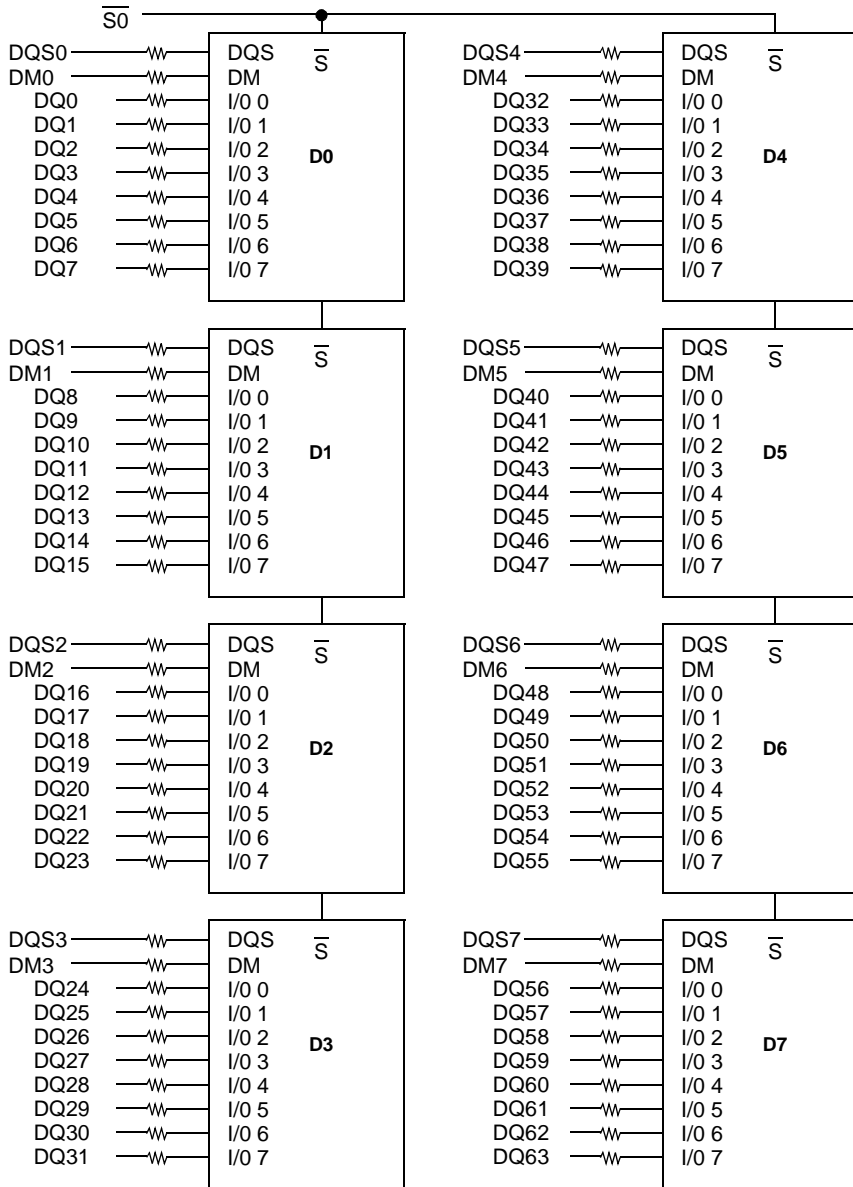 S̅0̅
DQS0 DQS S̅
DM0 DM
DQ0 I/0 0
DQ1 I/0 1
DQ2 I/0 2
D0
DQ3 I/0 3
DQ4 I/0 4
DQ5 I/0 5
DQ6 I/0 6
DQ7 I/0 7
DQS1 DQS S̅
DM1 DM
DQ8 I/0 0
DQ9 I/0 1
DQ10 I/0 2
D1
DQ11 I/0 3
DQ12 I/0 4
DQ13 I/0 5
DQ14 I/0 6
DQ15 I/0 7
DQS2 DQS S̅
DM2 DM
DQ16 I/0 0
DQ17 I/0 1
DQ18 I/0 2
D2
DQ19 I/0 3
DQ20 I/0 4
DQ21 I/0 5
DQ22 I/0 6
DQ23 I/0 7
DQS3 DQS S̅
DM3 DM
DQ24 I/0 0
DQ25 I/0 1
DQ26 I/0 2
D3
DQ27 I/0 3
DQ28 I/0 4
DQ29 I/0 5
DQ30 I/0 6
DQ31 I/0 7
DQS4 DQS S̅
DM4 DM
DQ32 I/0 0
DQ33 I/0 1
DQ34 I/0 2
D4
DQ35 I/0 3
DQ36 I/0 4
DQ37 I/0 5
DQ38 I/0 6
DQ39 I/0 7
DQS5 DQS S̅
DM5 DM
DQ40 I/0 0
DQ41 I/0 1
DQ42 I/0 2
D5
DQ43 I/0 3
DQ44 I/0 4
DQ45 I/0 5
DQ46 I/0 6
DQ47 I/0 7
DQS6 DQS S̅
DM6 DM
DQ48 I/0 0
DQ49 I/0 1
DQ50 I/0 2
D6
DQ51 I/0 3
DQ52 I/0 4
DQ53 I/0 5
DQ54 I/0 6
DQ55 I/0 7
DQS7 DQS S̅
DM7 DM
DQ56 I/0 0
DQ57 I/0 1
DQ58 I/0 2
D7
DQ59 I/0 3
DQ60 I/0 4
DQ61 I/0 5
DQ62 I/0 6
DQ63 I/0 7